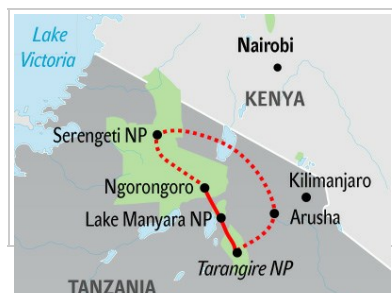 Lake
Victoria
Nairobi
KENYA
Serengeti NP
Ngorongoro
Kilimanjaro
Lake Manyara NP
Arusha
Tarangire NP
TANZANIA